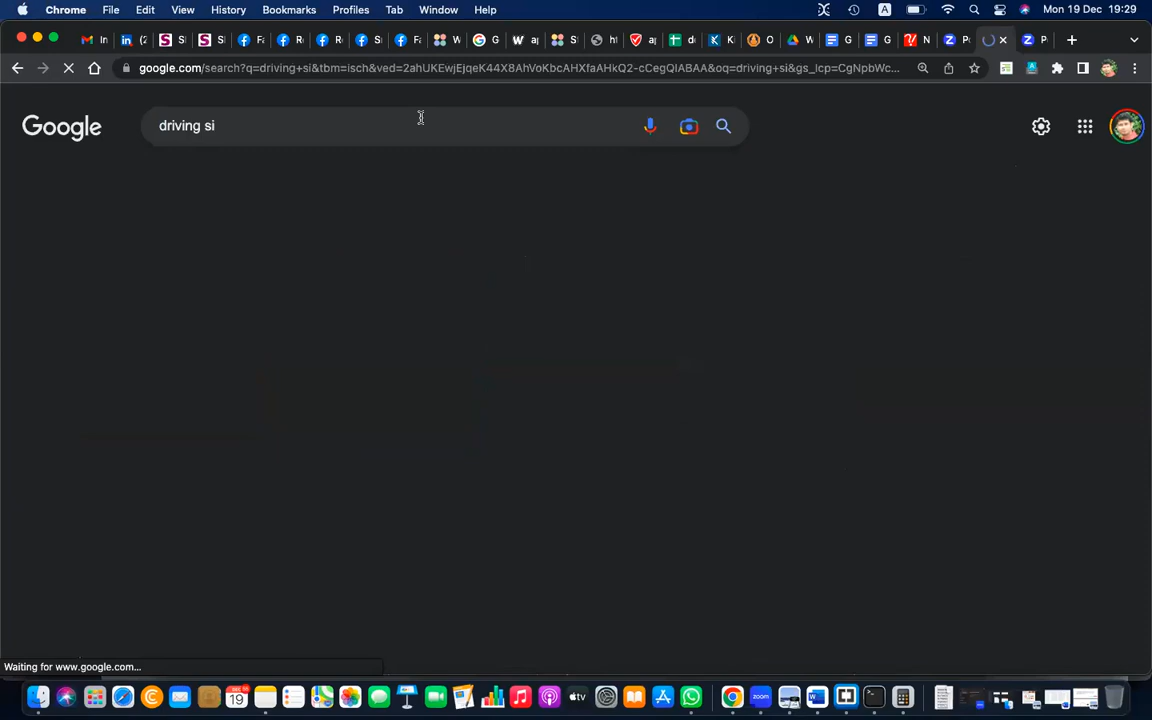 Chrome File Edit View History Bookmarks Profiles Tab Window Help A Mon 19 Dec 19:29
google.com/search?q=driving+si&tbm=isch&ved=2ahUKEwjEjqeK44X8AhVoKbcAHXfaAHkQ2-cCegQIABAA&oq=driving+si&gs_lcp=CgNpbWc...
Google
driving si
Waiting for www.google.com...